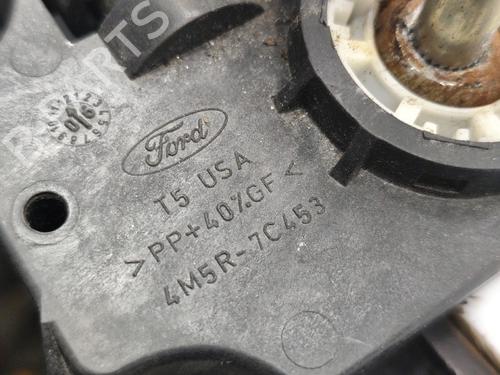 Ford
T5 USA
>PP+40%GF<
4M5R-7C453